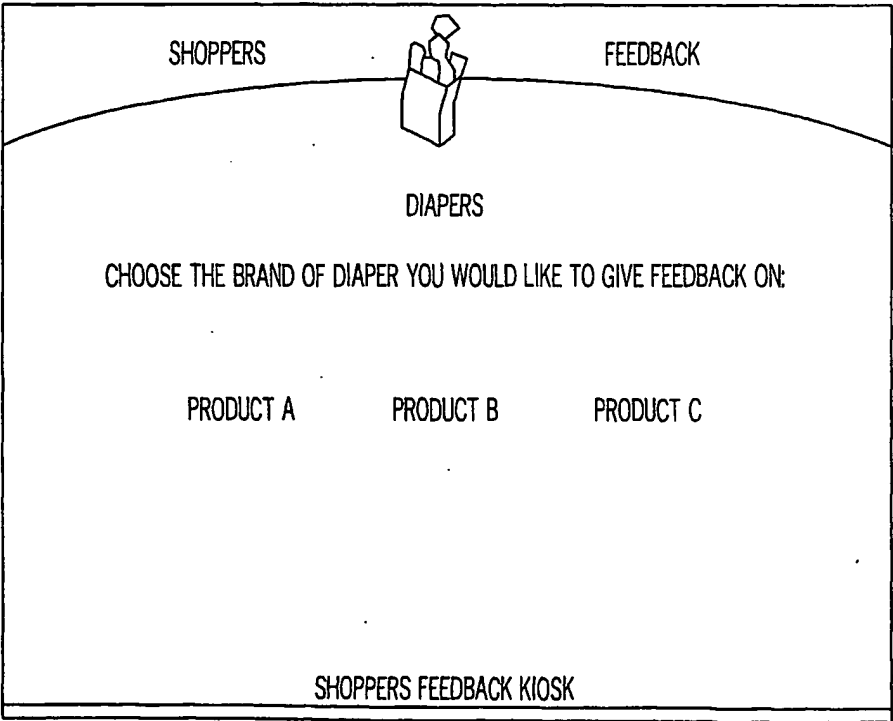 SHOPPERS FEEDBACK
DIAPERS
CHOOSE THE BRAND OF DIAPER YOU WOULD LIKE TO GIVE FEEDBACK ON:
PRODUCT A PRODUCT B PRODUCT C
SHOPPERS FEEDBACK KIOSK